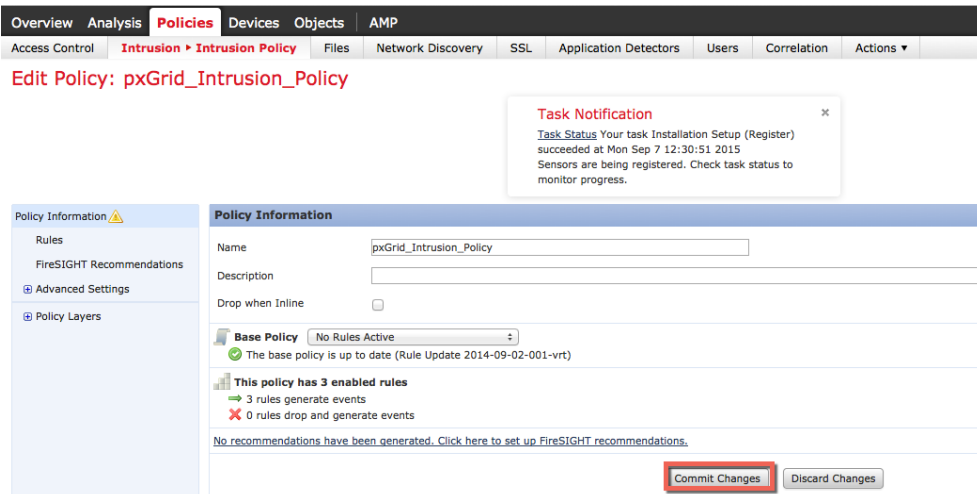 Overview Analysis Policies Devices Objects AMP
Access Control Intrusion ▸ Intrusion Policy Files Network Discovery SSL Application Detectors Users Correlation Actions ▼
Edit Policy: pxGrid_Intrusion_Policy
Task Notification ×
Task Status Your task Installation Setup (Register)
succeeded at Mon Sep 7 12:30:51 2015
Sensors are being registered. Check task status to
monitor progress.
Policy Information
Rules
FireSIGHT Recommendations
Advanced Settings
Policy Layers
Policy Information
Name pxGrid_Intrusion_Policy
Description
Drop when Inline
Base Policy No Rules Active
The base policy is up to date (Rule Update 2014-09-02-001-vrt)
This policy has 3 enabled rules
3 rules generate events
0 rules drop and generate events
No recommendations have been generated. Click here to set up FireSIGHT recommendations.
Commit Changes Discard Changes